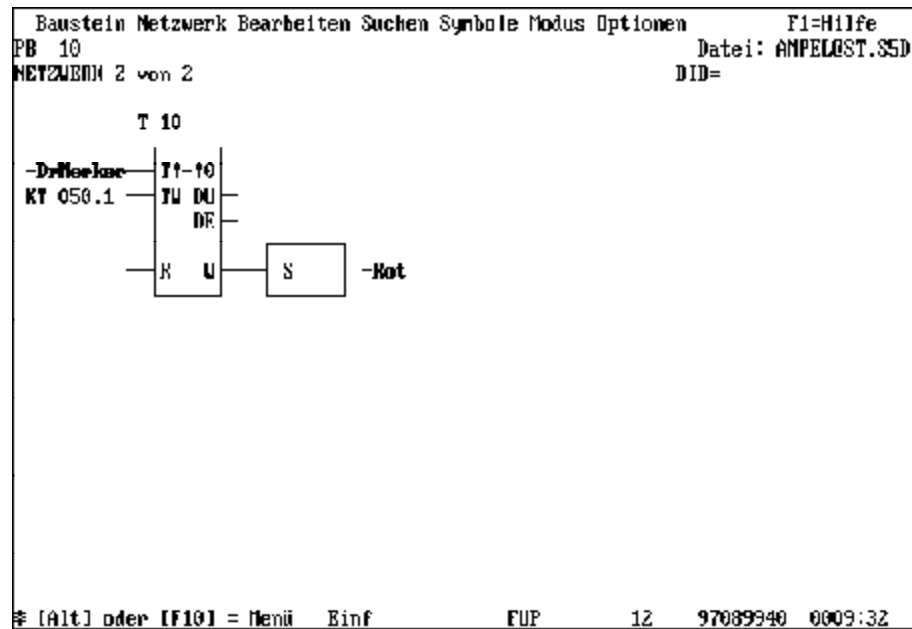 Baustein Netzwerk Bearbeiten Suchen Symbole Modus Optionen F1=Hilfe
PB 10 Datei: AMPEL@ST.S5D
NETZWERK 2 von 2 DID=
T 10
-DrMerker T!-!0
KT 050.1 TW DU
DE
R Q S -Rot
* [Alt] oder [F10] = Menü Einf FUP 12 97089940 0009:32